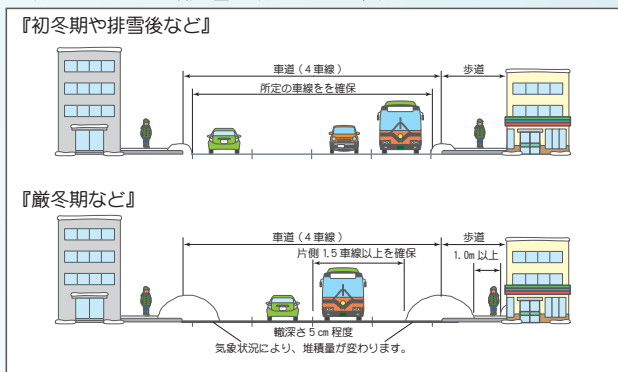 『初冬期や排雪後など』
車道（4車線）
歩道
所定の車線をを確保
『厳冬期など』
車道（4車線）
歩道
片側 1.5 車線以上を確保
1.0m 以上
轍深さ 5 cm 程度
気象状況により、堆積量が変わります。